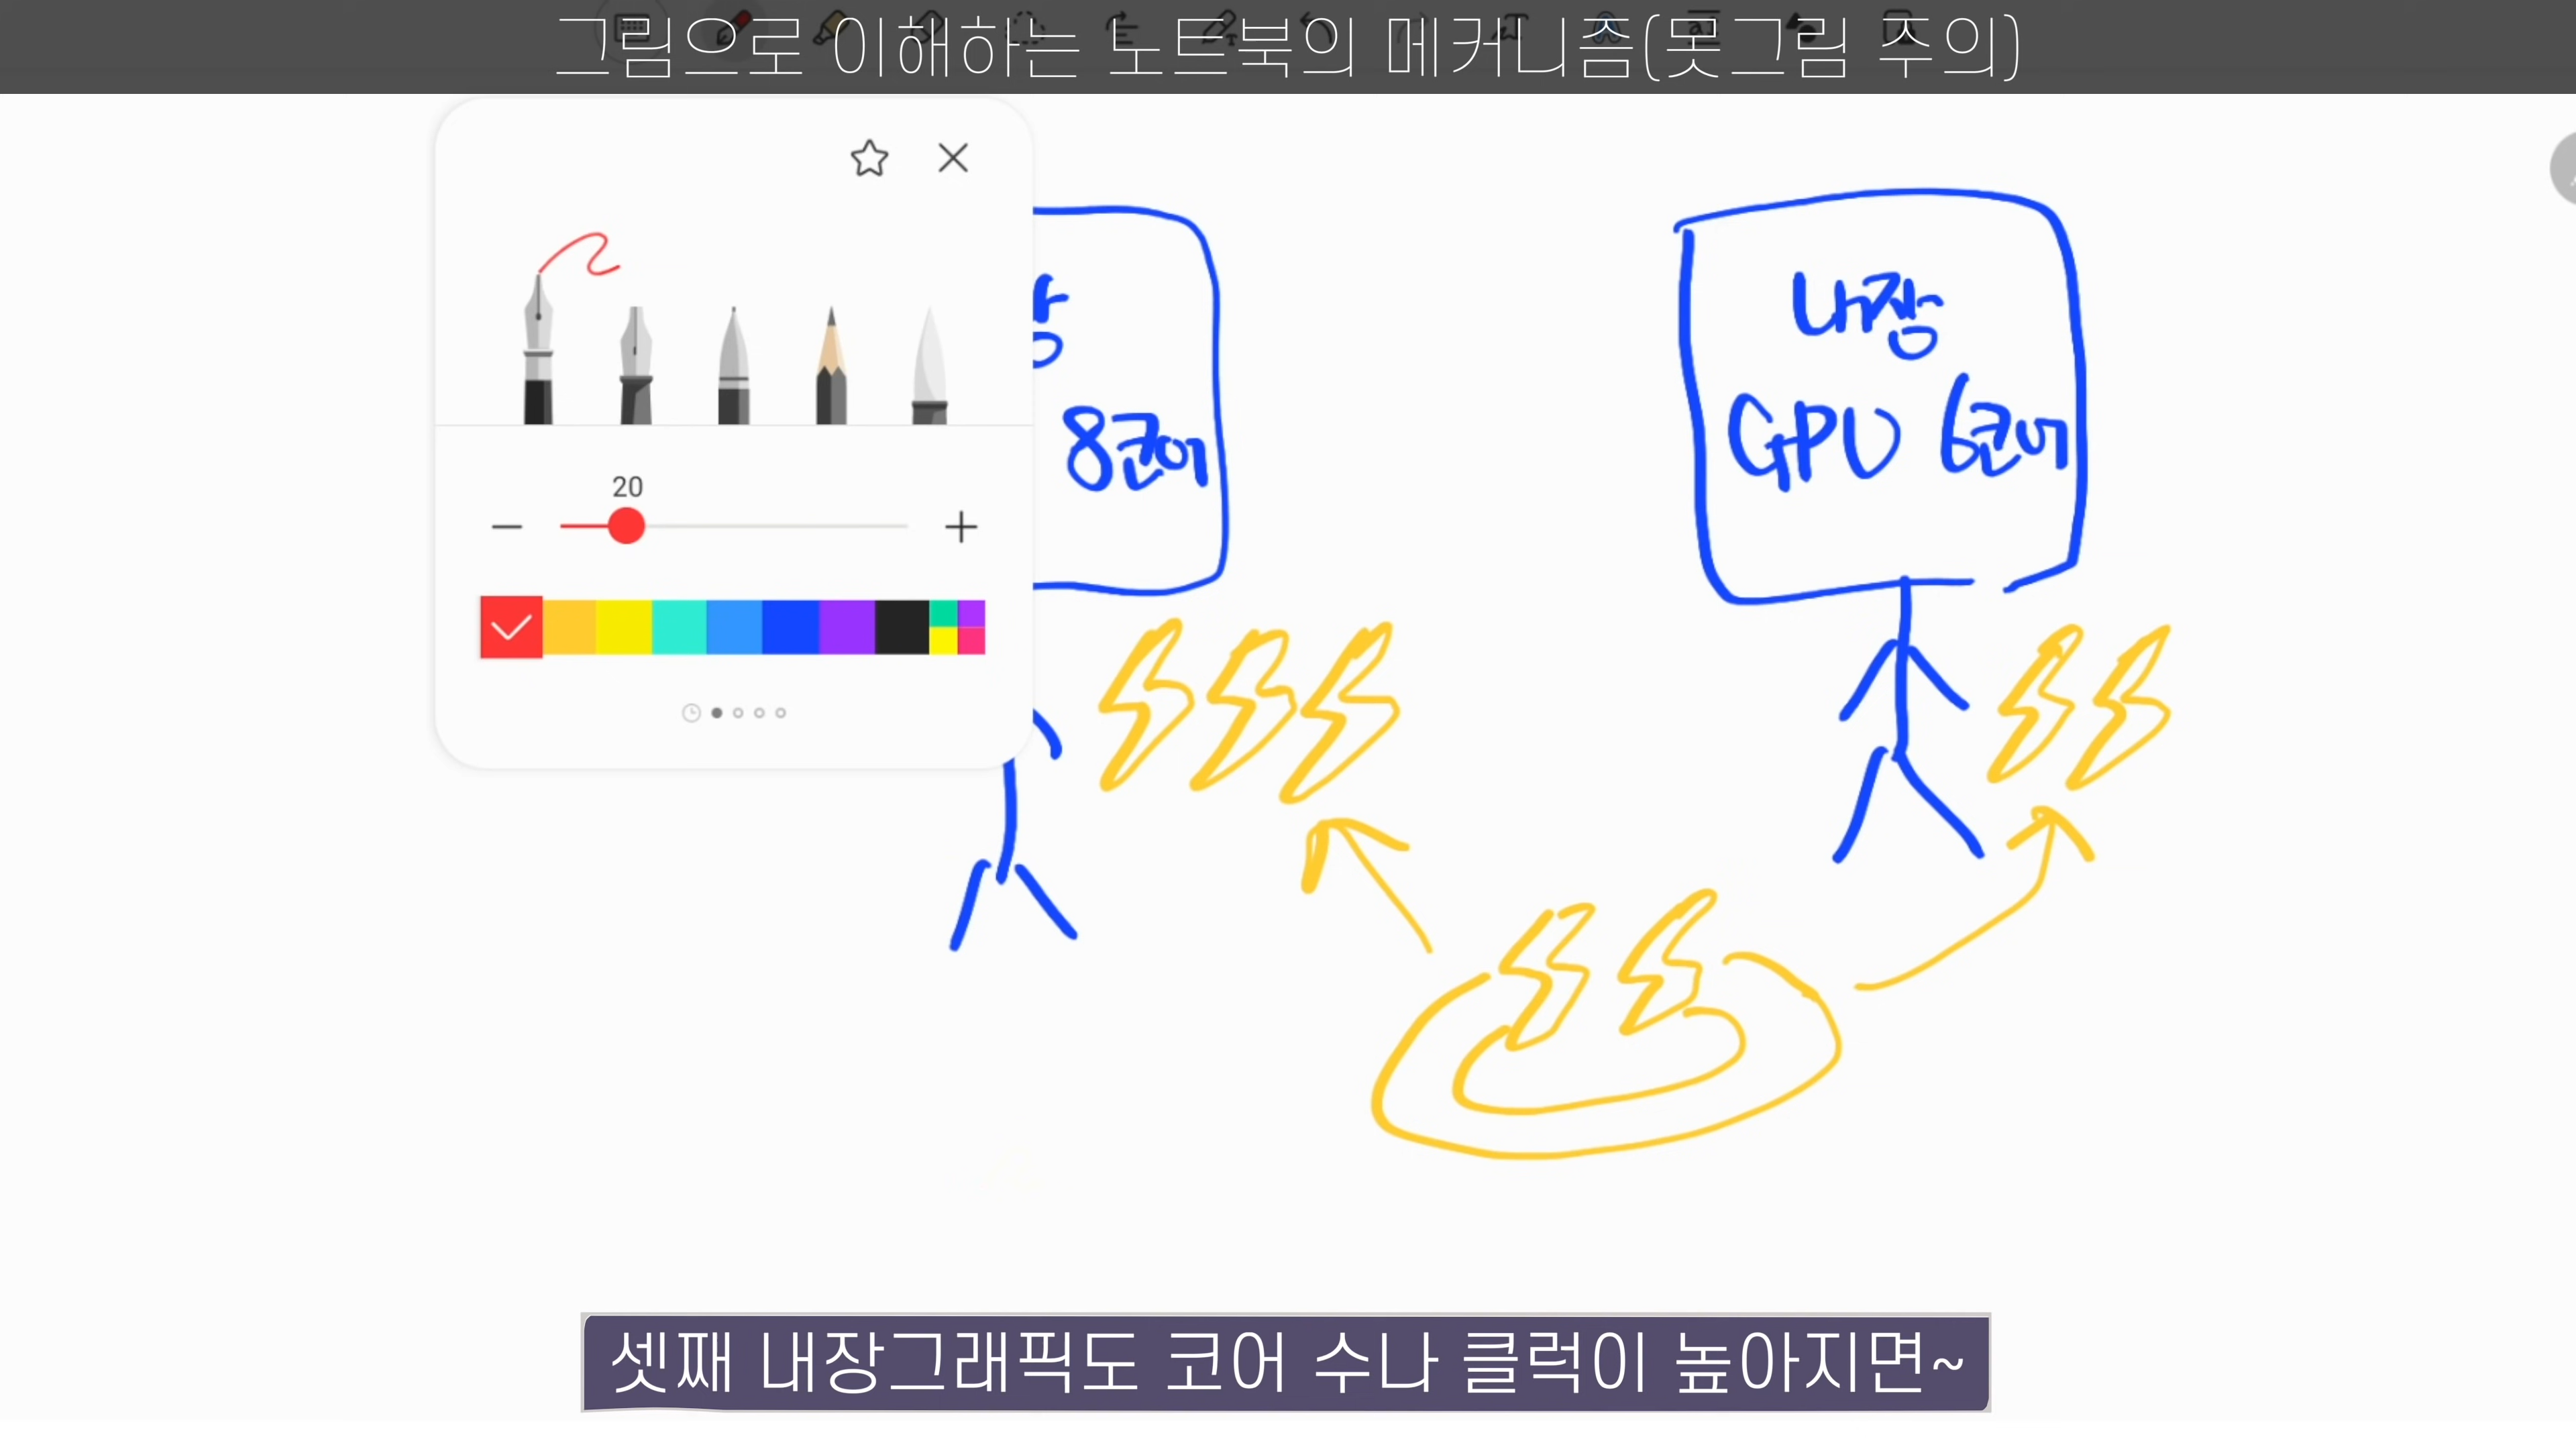 그림으로 이해하는 노트북의 메커니즘(못그림 주의)
20
8코어
내장
GPU 6코어
셋째 내장그래픽도 코어 수나 클럭이 높아지면~